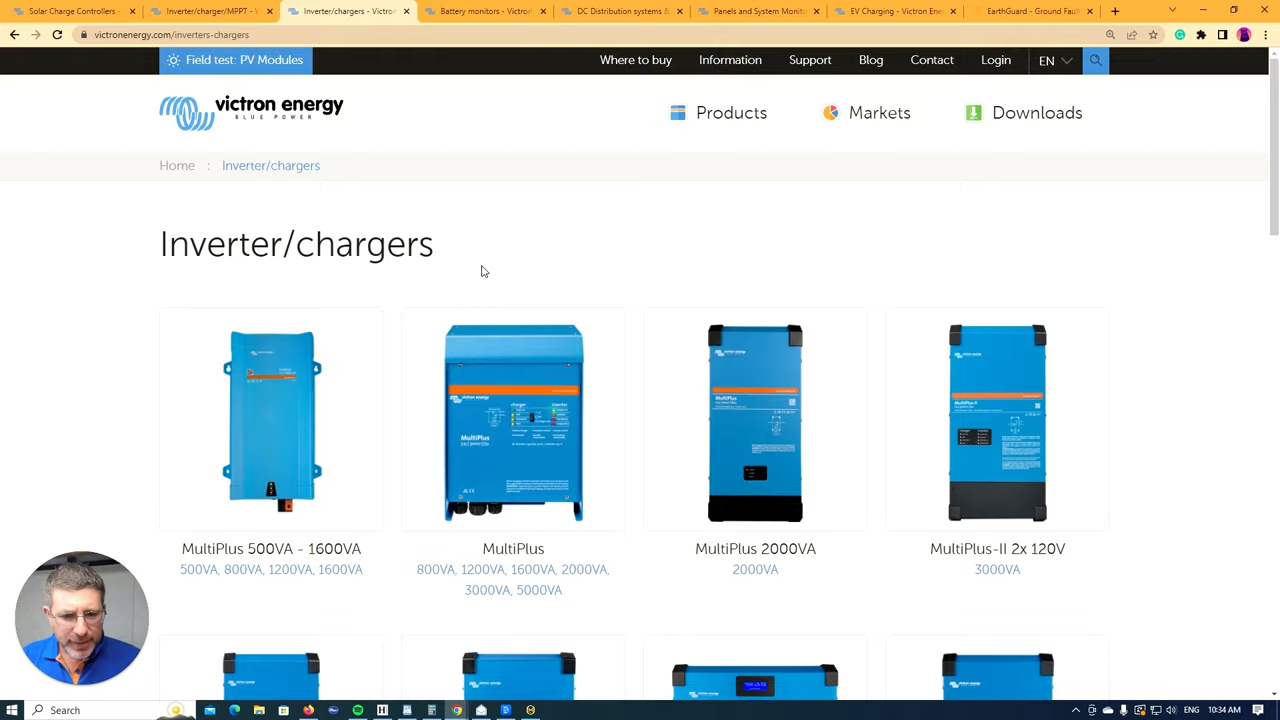 Solar Charge Controllers -
Inverter/charger/MPPT - V
Inverter/chargers - Victron
Battery monitors - Victron
DC Distribution systems &
Panels and System Monito
EV Charging - Victron Ene
EarthGuard - Ground Faul
victronenergy.com/inverters-chargers
Field test: PV Modules
Where to buy
Information
Support
Blog
Contact
Login
EN
victron energy
BLUE POWER
Products
Markets
Downloads
Home : Inverter/chargers
Inverter/chargers
MultiPlus
MultiPlus 500VA - 1600VA
500VA, 800VA, 1200VA, 1600VA
MultiPlus
800VA, 1200VA, 1600VA, 2000VA,
3000VA, 5000VA
MultiPlus 2000VA
2000VA
MultiPlus-II 2x 120V
3000VA
Search
10:34 AM